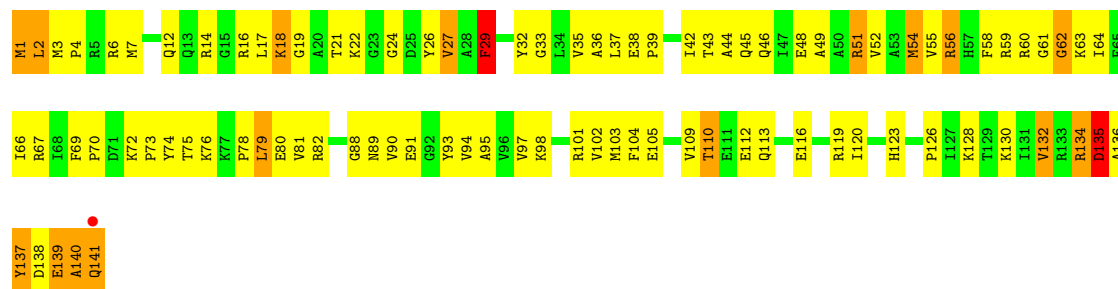 M1 L2 M3 P4 R5 R6 M7 Q12 Q13 R14 G15 R16 L17 K18 G19 A20 T21 K22 G23 G24 D25 Y26 V27 A28 F29 Y32 G33 L34 V35 A36 L37 E38 P39 I42 T43 A44 Q45 Q46 I47 E48 A49 A50 R51 V52 A53 M54 V55 R56 H57 F58 R59 R60 G61 G62 K63 I64 F65
I66 R67 I68 F69 P70 D71 K72 P73 Y74 T75 K76 K77 P78 L79 E80 V81 R82 G88 N89 V90 E91 G92 Y93 V94 A95 V96 V97 K98 R101 V102 M103 F104 E105 V109 T110 E111 E112 Q113 E116 R119 I120 H123 P126 I127 K128 T129 K130 I131 V132 R133 R134 D135 A136
Y137 D138 E139 A140 Q141